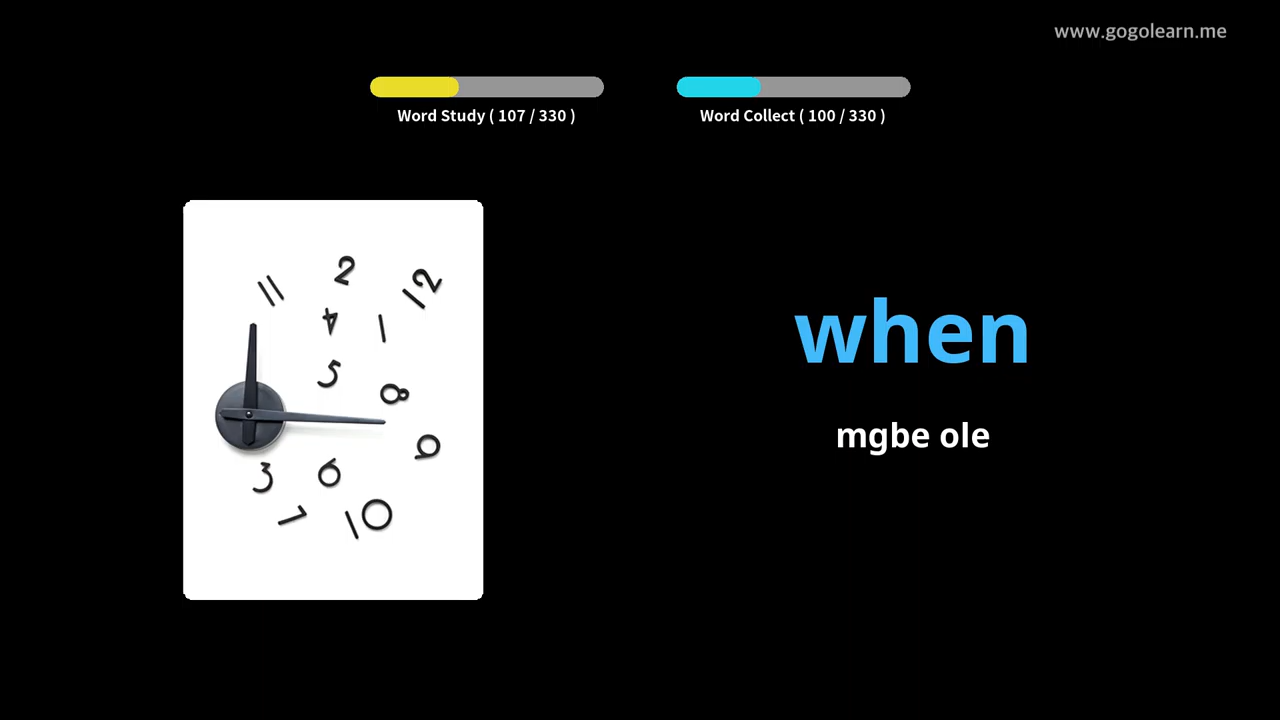 www.gogolearn.me
Word Study ( 107 / 330 )
Word Collect ( 100 / 330 )
11
2
12
4
1
5
8
9
3
6
7
10
when
mgbe ole